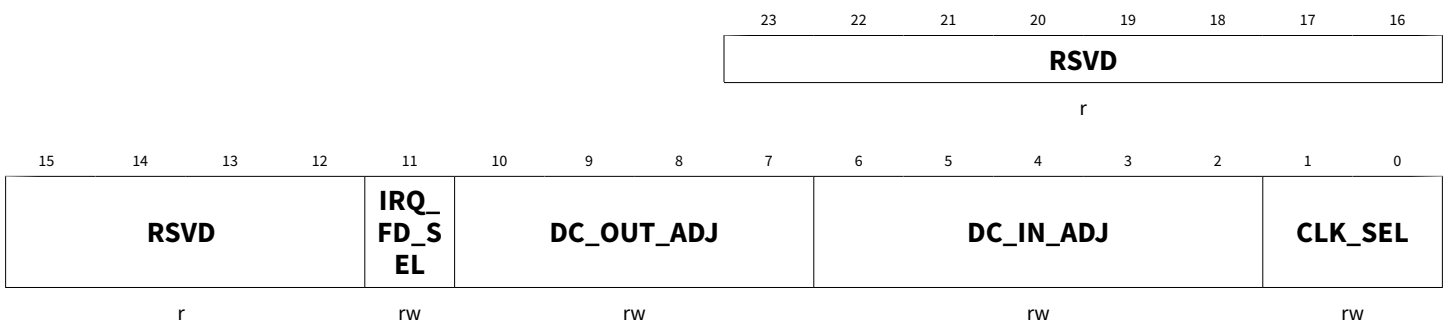 23 22 21 20 19 18 17 16
RSVD
r
15 14 13 12 11 10 9 8 7 6 5 4 3 2 1 0
RSVD
IRQ_
FD_S
EL
DC_OUT_ADJ
DC_IN_ADJ
CLK_SEL
r rw rw rw rw